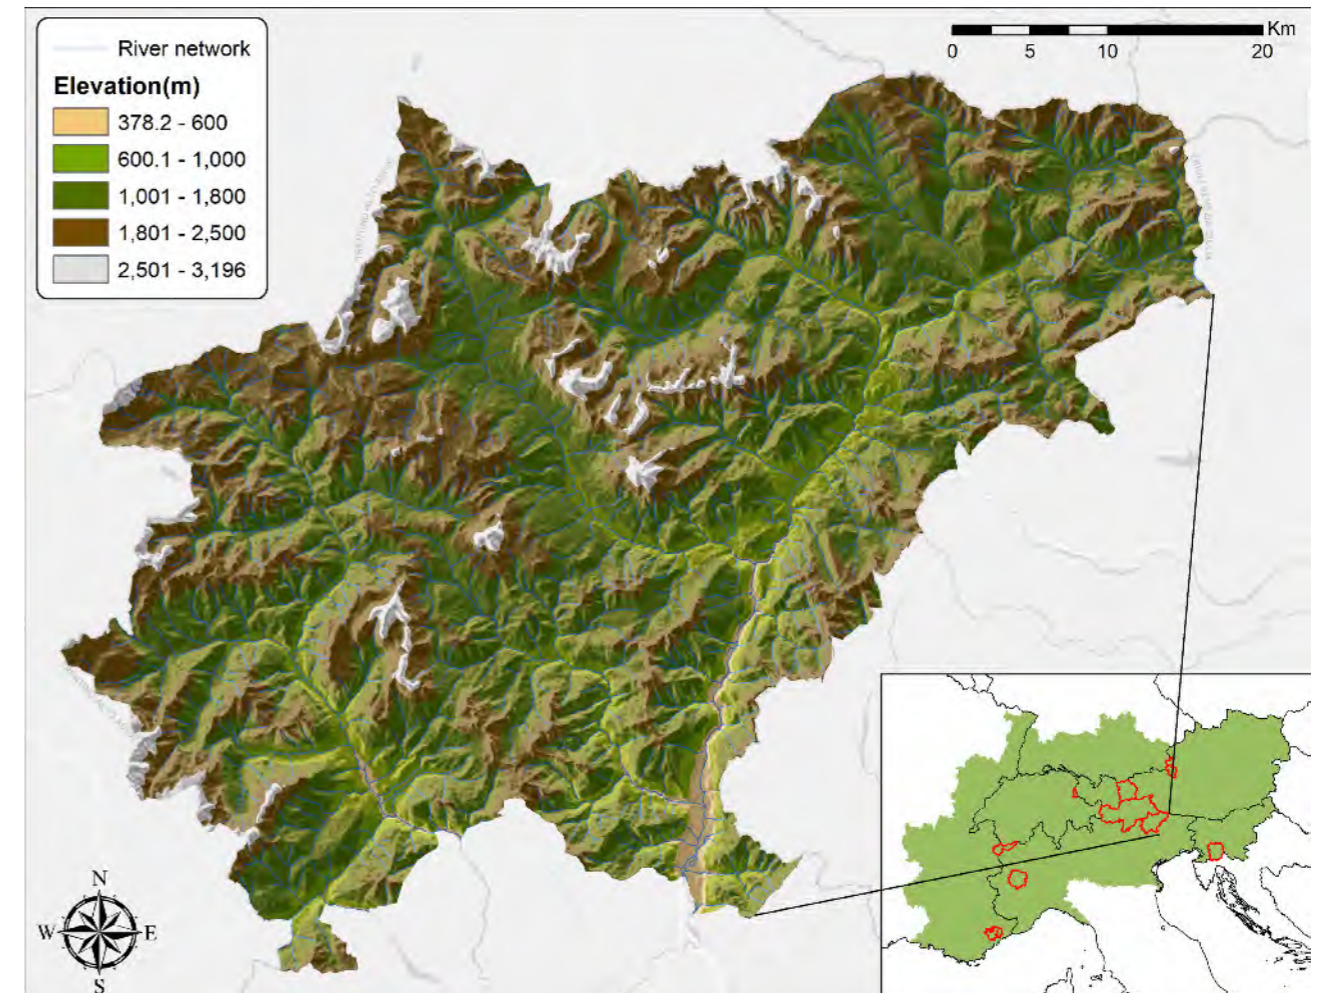 River network
Elevation(m)
378.2 - 600
600.1 - 1,000
1,001 - 1,800
1,801 - 2,500
2,501 - 3,196
Km
0 5 10 20
N
W E
S